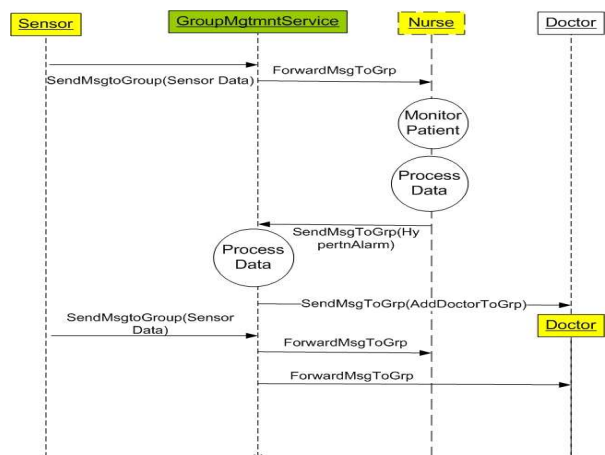 Sensor
GroupMgtmntService
Nurse
Doctor
SendMsgtoGroup(Sensor Data)
ForwardMsgToGrp
Monitor
Patient
Process
Data
SendMsgToGrp(Hy
pertnAlarm)
Process
Data
SendMsgToGrp(AddDoctorToGrp)
SendMsgtoGroup(Sensor
Data)
Doctor
ForwardMsgToGrp
ForwardMsgToGrp